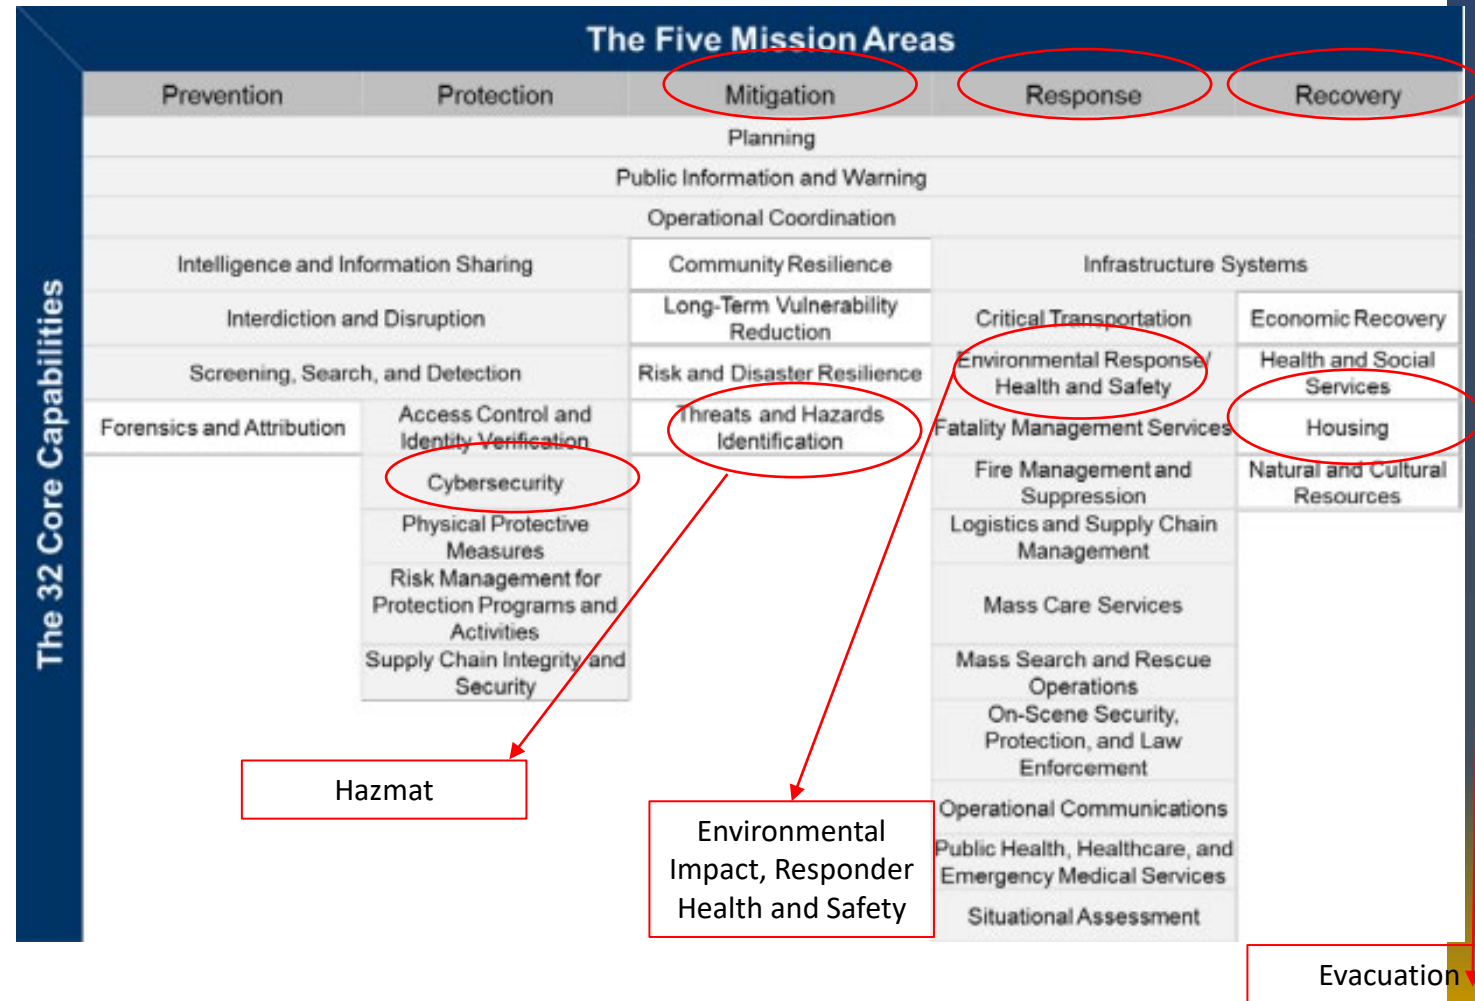 The Five Mission Areas
The 32 Core Capabilities
Prevention
Protection
Mitigation
Response
Recovery
Planning
Public Information and Warning
Operational Coordination
Intelligence and Information Sharing
Community Resilience
Infrastructure Systems
Interdiction and Disruption
Long-Term Vulnerability
Reduction
Critical Transportation
Economic Recovery
Screening, Search, and Detection
Risk and Disaster Resilience
Environmental Response/
Health and Safety
Health and Social
Services
Forensics and Attribution
Access Control and
Identity Verification
Threats and Hazards
Identification
Fatality Management Services
Housing
Cybersecurity
Fire Management and
Suppression
Natural and Cultural
Resources
Physical Protective
Measures
Logistics and Supply Chain
Management
Risk Management for
Protection Programs and
Activities
Mass Care Services
Supply Chain Integrity and
Security
Mass Search and Rescue
Operations
On-Scene Security,
Protection, and Law
Enforcement
Operational Communications
Public Health, Healthcare, and
Emergency Medical Services
Situational Assessment
Hazmat
Environmental
Impact, Responder
Health and Safety
Evacuation